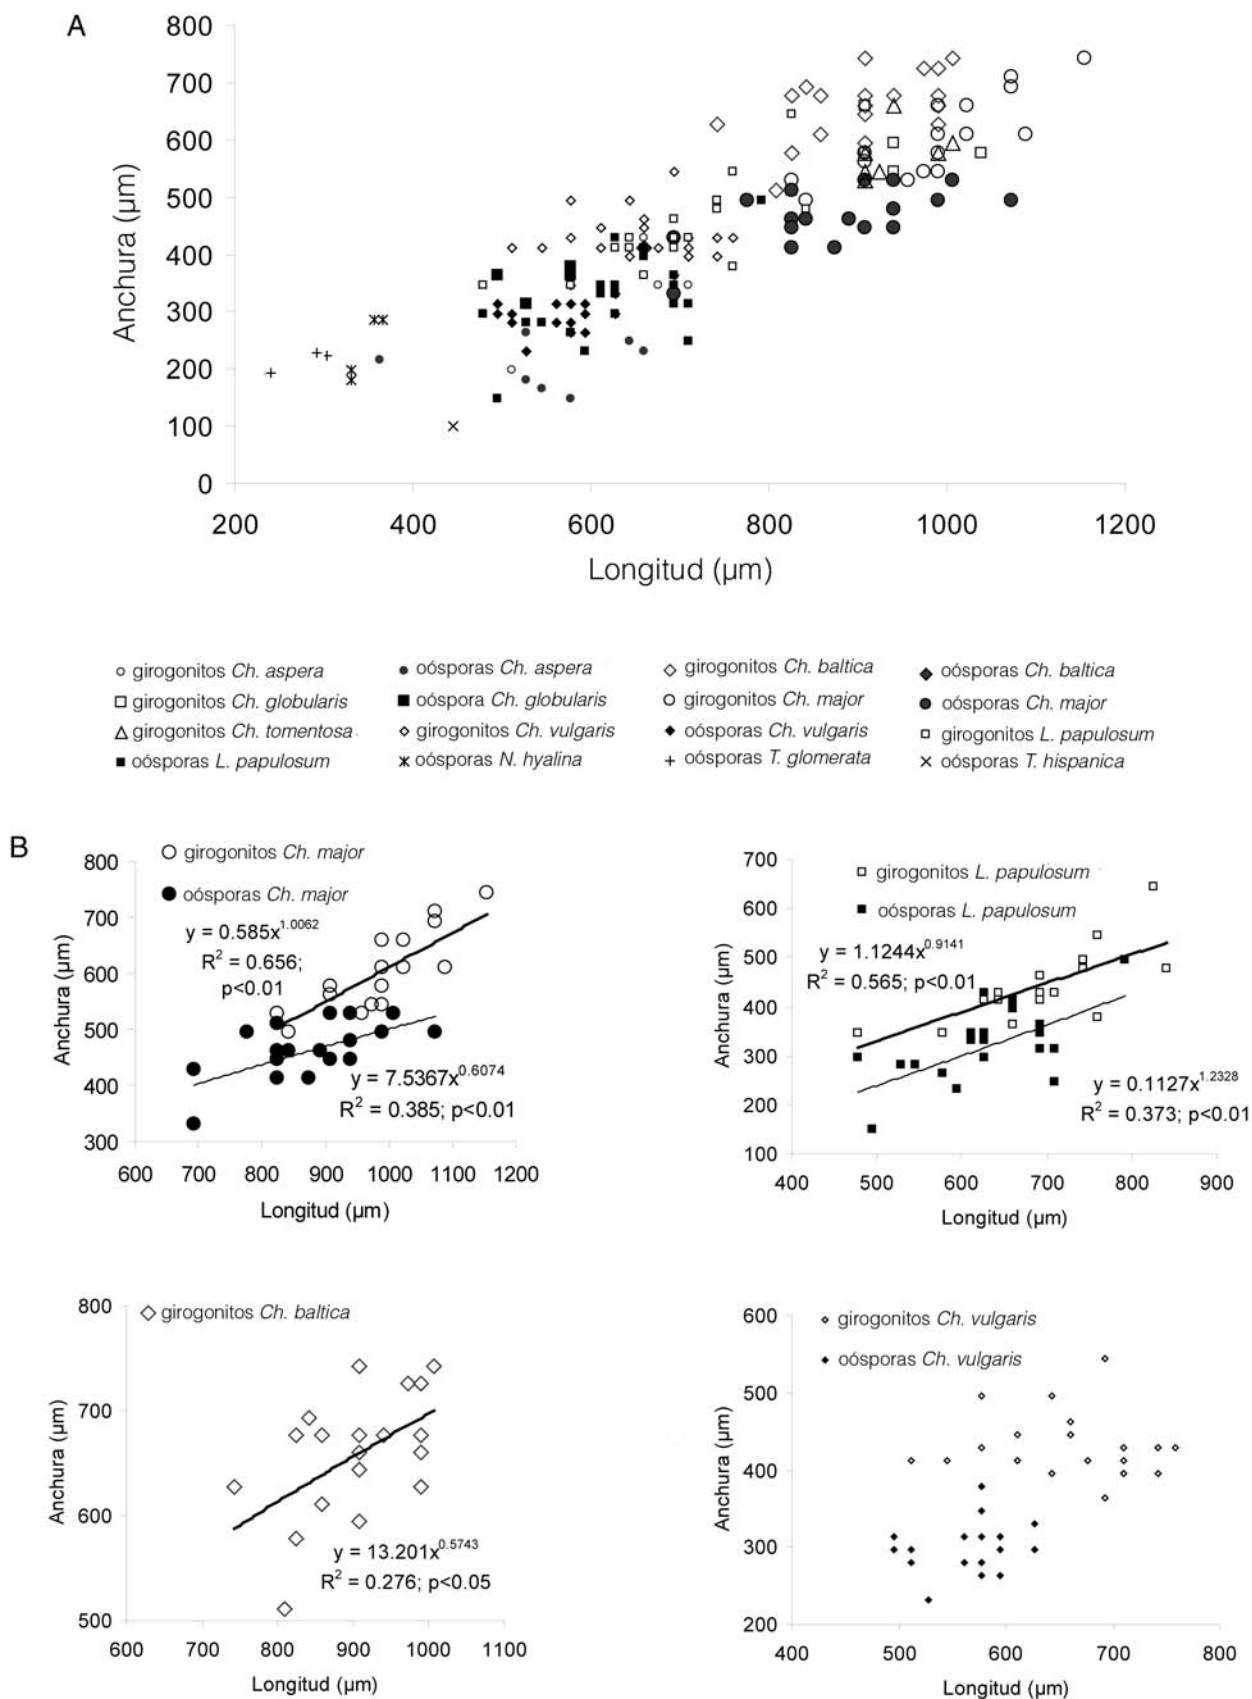 A
800
700
600
500
400
300
200
100
0
Anchura (µm)
200 400 600 800 1000 1200
Longitud (µm)
girogonitos Ch. aspera oósporas Ch. aspera girogonitos Ch. baltica oósporas Ch. baltica
girogonitos Ch. globularis oóspora Ch. globularis girogonitos Ch. major oósporas Ch. major
girogonitos Ch. tomentosa girogonitos Ch. vulgaris oósporas Ch. vulgaris girogonitos L. papulosum
oósporas L. papulosum oósporas N. hyalina oósporas T. glomerata oósporas T. hispanica
B
girogonitos Ch. major
oósporas Ch. major
y = 0.585x^1.0062
R² = 0.656;
p<0.01
y = 7.5367x^0.6074
R² = 0.385; p<0.01
800
700
600
500
400
300
Anchura (µm)
600 700 800 900 1000 1100 1200
Longitud (µm)
girogonitos L. papulosum
oósporas L. papulosum
y = 1.1244x^0.9141
R² = 0.565; p<0.01
y = 0.1127x^1.2328
R² = 0.373; p<0.01
700
600
500
400
300
200
100
Anchura (µm)
400 500 600 700 800 900
Longitud (µm)
girogonitos Ch. baltica
y = 13.201x^0.5743
R² = 0.276; p<0.05
800
700
600
500
Anchura (µm)
600 700 800 900 1000 1100
Longitud (µm)
girogonitos Ch. vulgaris
oósporas Ch. vulgaris
600
500
400
300
200
Anchura (µm)
400 500 600 700 800
Longitud (µm)